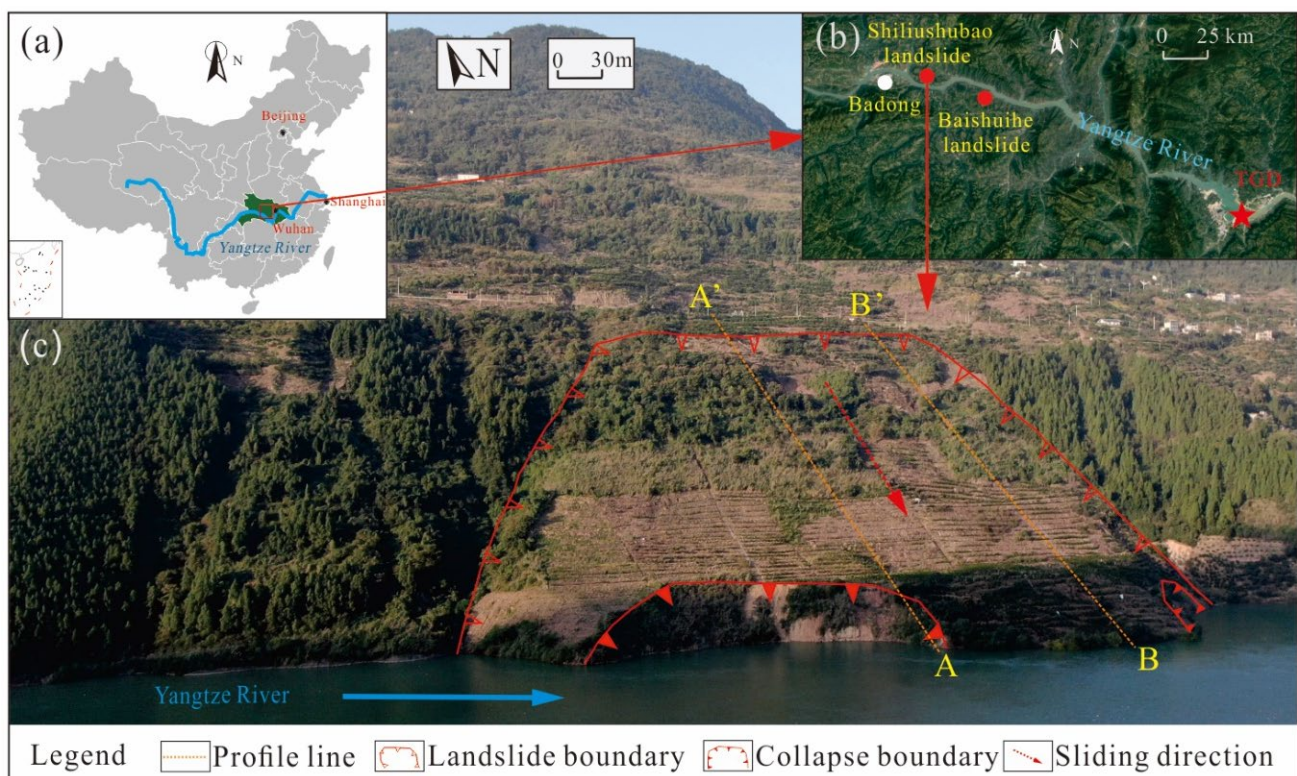 (a)
N
Beijing
Shanghai
Wuhan
Yangtze River
N
0 30m
(b)
Shiliushubao
landslide
N
0 25 km
Badong
Baishuihe
landslide
Yangtze River
TGD
(c)
A’
B’
A
B
Yangtze River
Legend
Profile line
Landslide boundary
Collapse boundary
Sliding direction